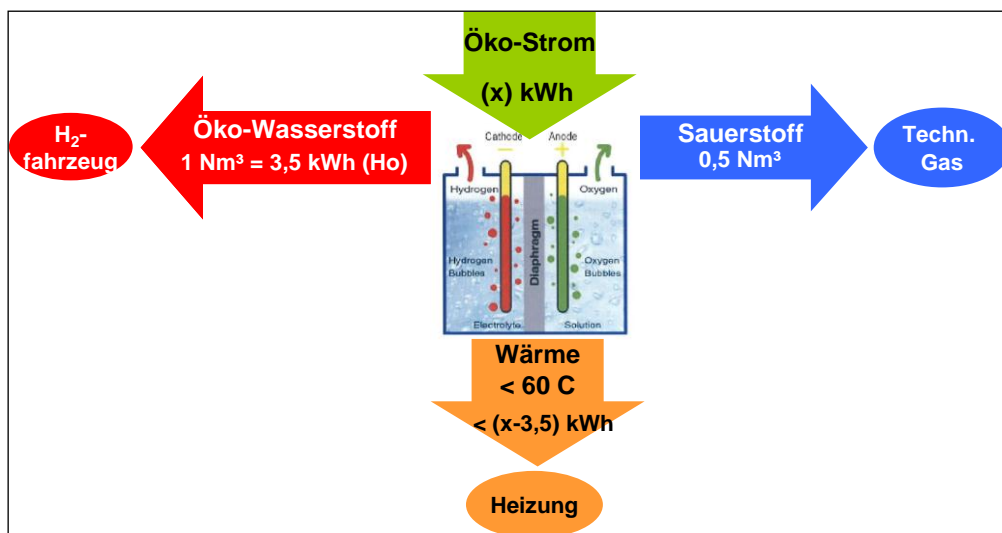 Öko-Strom
(x) kWh
H₂-
fahrzeug
Öko-Wasserstoff
1 Nm³ = 3,5 kWh (Ho)
Sauerstoff
0,5 Nm³
Techn.
Gas
Cathode
Anode
−
+
Hydrogen
Oxygen
Diaphragm
Hydrogen
Bubbles
Oxygen
Bubbles
Electrolyte
Solution
Wärme
< 60 C
< (x-3,5) kWh
Heizung